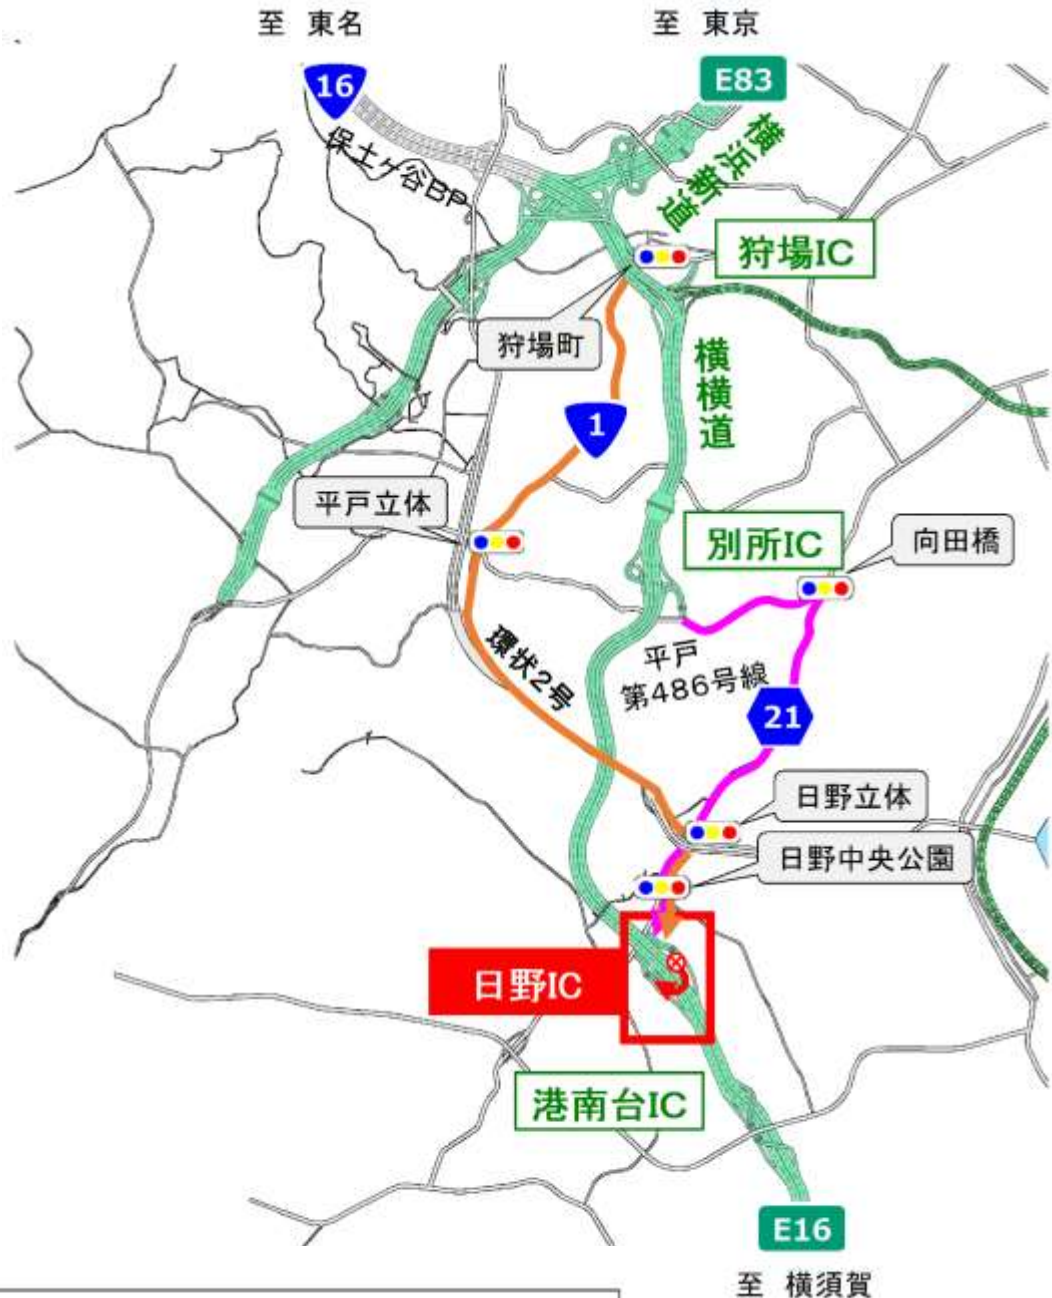 至 東名
至 東京
16
E83
保土ヶ谷BP
横浜新道
狩場IC
狩場町
横横道
1
平戸立体
別所IC
向田橋
環状2号
平戸
第486号線
21
日野立体
日野中央公園
日野IC
港南台IC
E16
至 横須賀